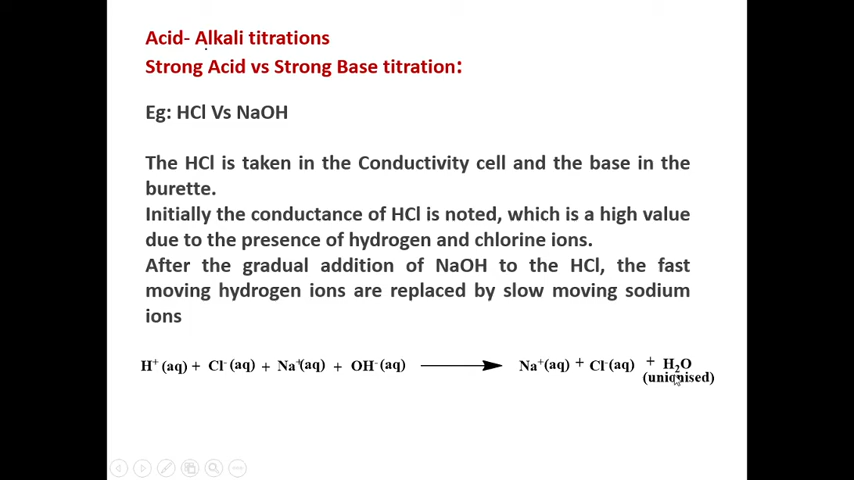 Acid- Alkali titrations
Strong Acid vs Strong Base titration:
Eg: HCl Vs NaOH
The HCl is taken in the Conductivity cell and the base in the
burette.
Initially the conductance of HCl is noted, which is a high value
due to the presence of hydrogen and chlorine ions.
After the gradual addition of NaOH to the HCl, the fast
moving hydrogen ions are replaced by slow moving sodium
ions
H⁺ (aq) + Cl⁻ (aq) + Na⁺(aq) + OH⁻(aq) ⟶ Na⁺(aq) + Cl⁻(aq) + H₂O
(unionised)